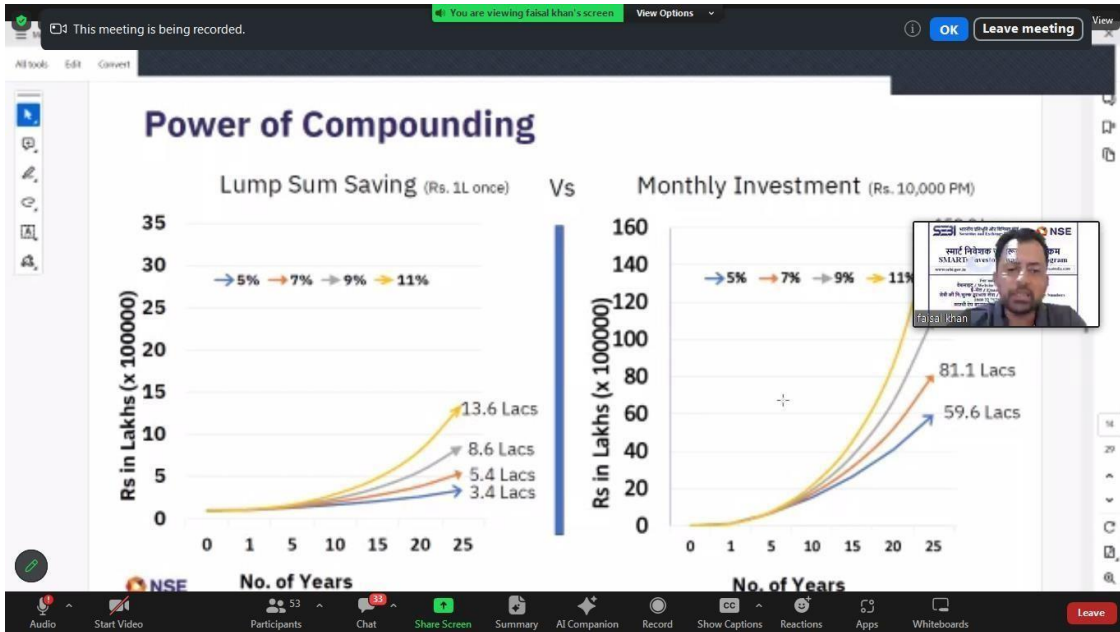 You are viewing faisal khan's screen
View Options
This meeting is being recorded.
OK
Leave meeting
View
All tools
Edit
Convert
Power of Compounding
Lump Sum Saving (Rs. 1L once)
Vs
Monthly Investment (Rs. 10,000 PM)
35
30
25
20
15
10
5
0
Rs in Lakhs (x 100000)
5%
7%
9%
11%
13.6 Lacs
8.6 Lacs
5.4 Lacs
3.4 Lacs
0 1 5 10 15 20 25
No. of Years
160
140
120
100
80
60
40
20
0
Rs in Lakhs (x 100000)
5%
7%
9%
11%
81.1 Lacs
59.6 Lacs
0 1 5 10 15 20 25
No. of Years
NSE
SEBI
NSE
faisal khan
14
29
Audio
Start Video
53
Participants
33
Chat
Share Screen
Summary
AI Companion
Record
CC
Show Captions
Reactions
Apps
Whiteboards
Leave